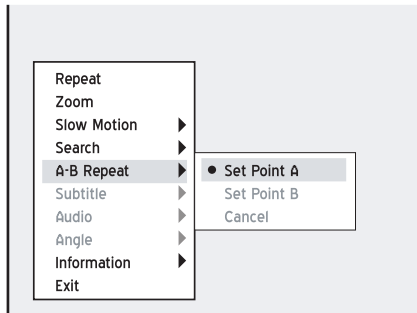 Repeat
Zoom
Slow Motion
Search
A-B Repeat
Subtitle
Audio
Angle
Information
Exit
Set Point A
Set Point B
Cancel